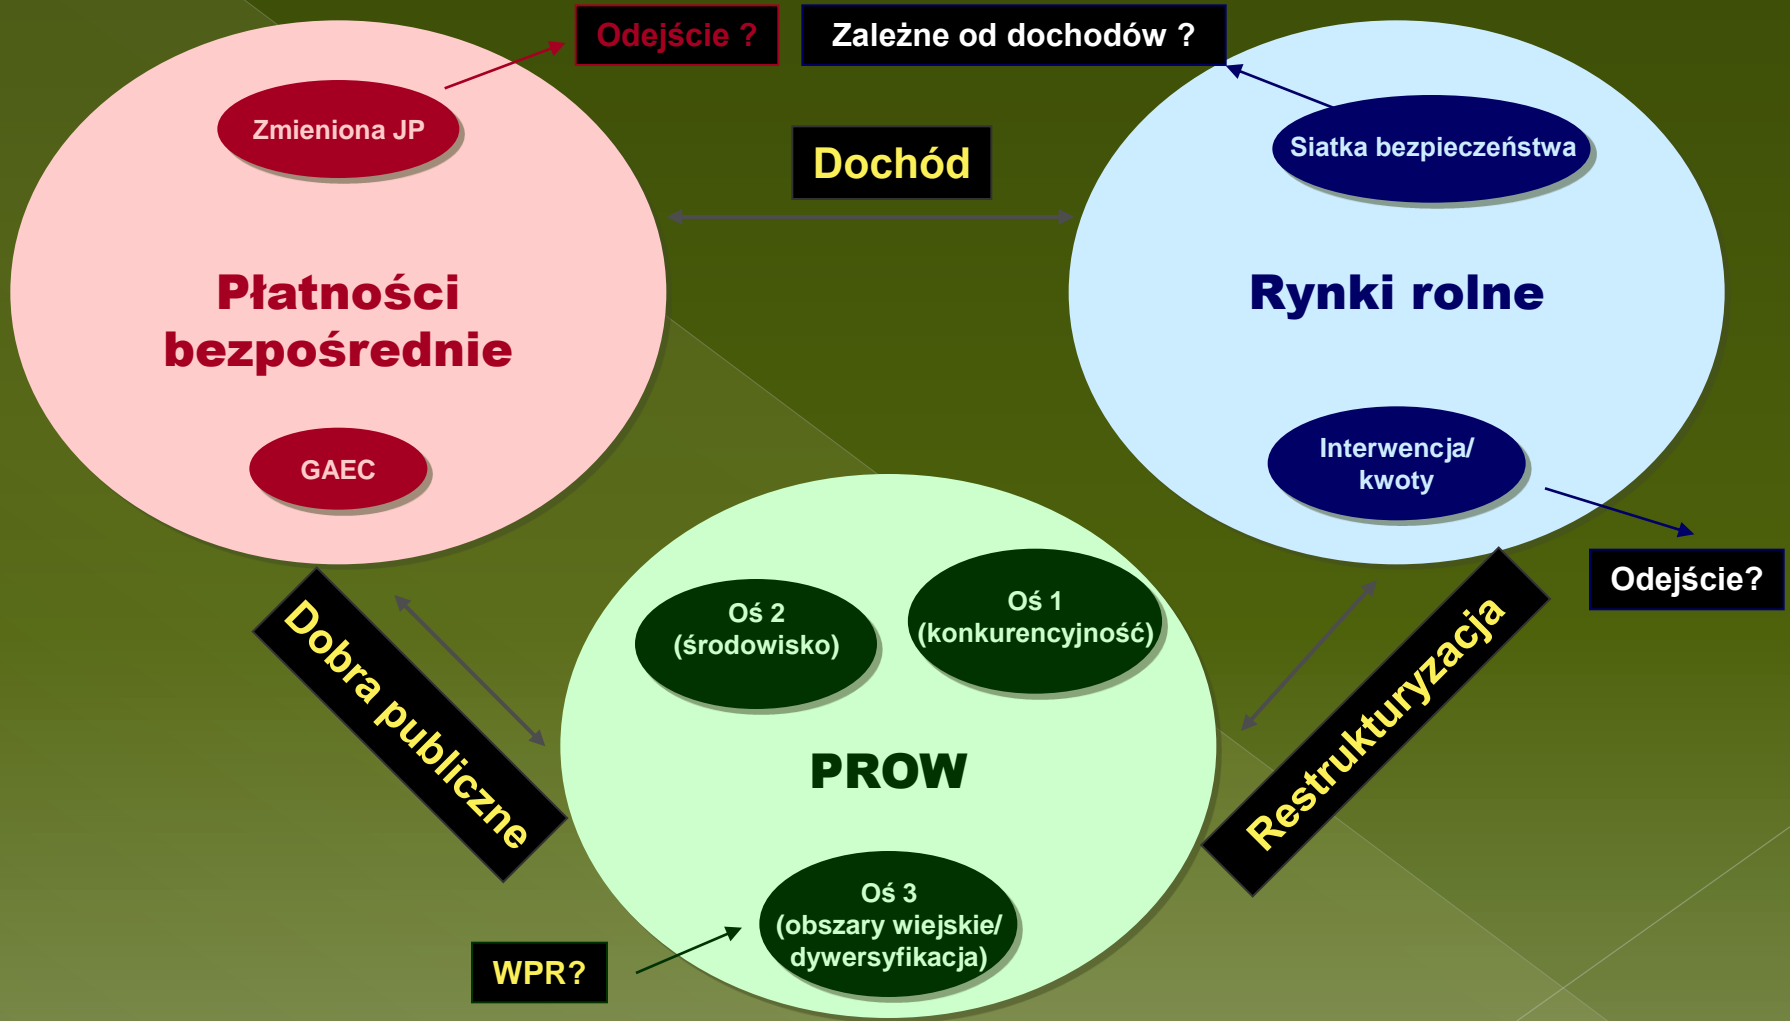 Odejście ?
Zależne od dochodów ?
Zmieniona JP
Siatka bezpieczeństwa
Dochód
Płatności
bezpośrednie
Rynki rolne
GAEC
Interwencja/
kwoty
Odejście?
Dobra publiczne
Oś 2
(środowisko)
Oś 1
(konkurencyjność)
Restrukturyzacja
PROW
Oś 3
(obszary wiejskie/
dywersyfikacja)
WPR?